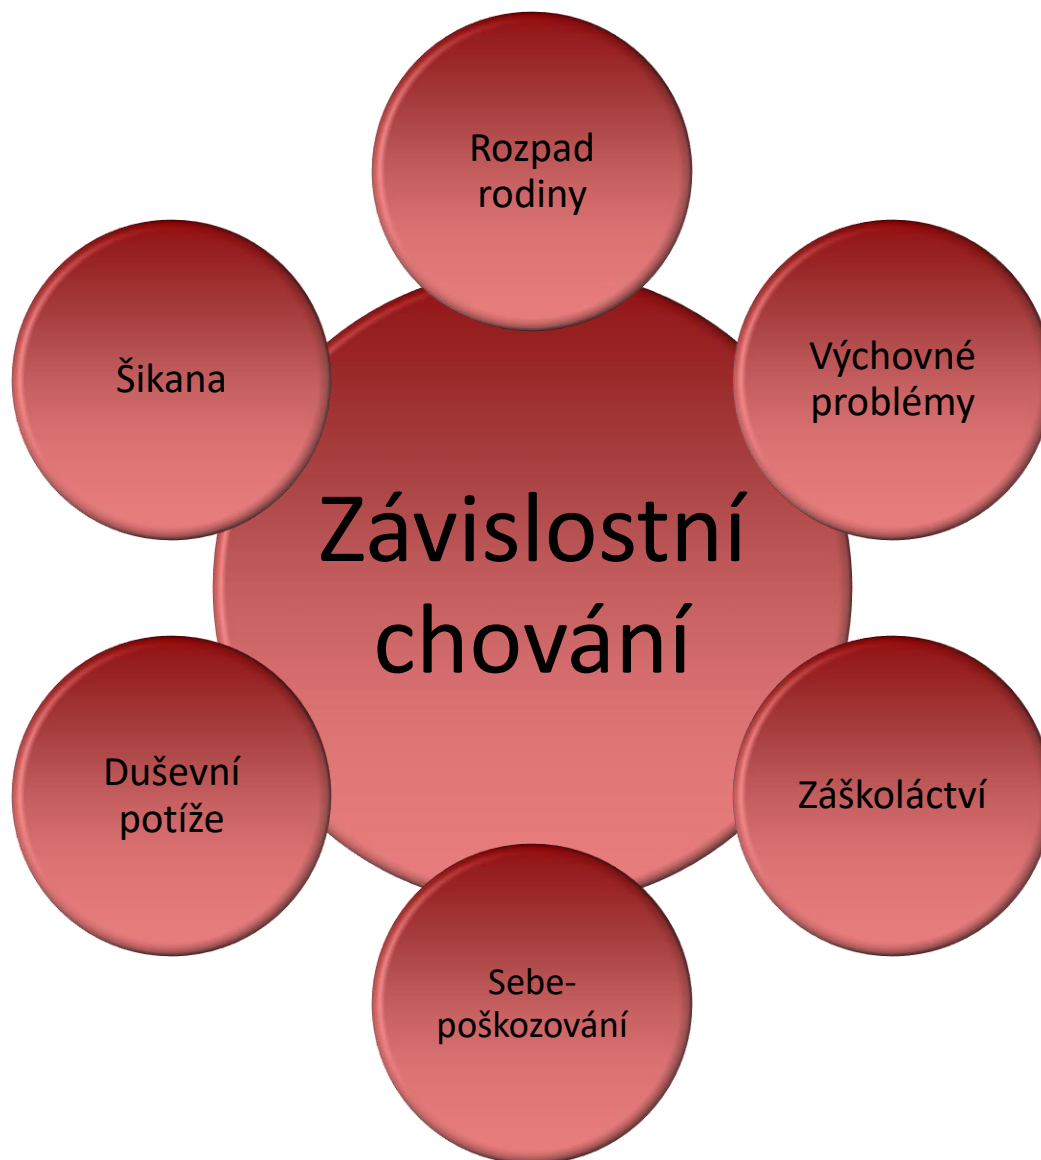 Rozpad
rodiny
Výchovné
problémy
Šikana
Závislostní
chování
Duševní
potíže
Záškoláctví
Sebe-
poškozování